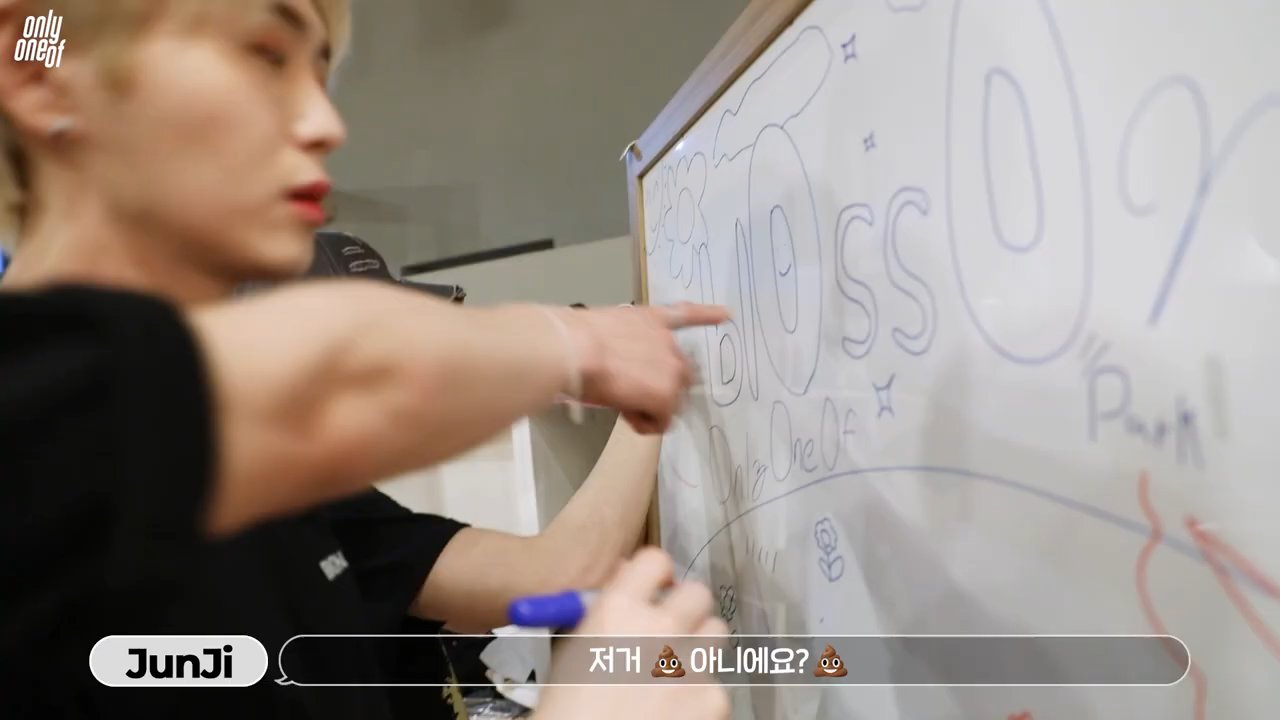 only
oneof
blossOm
"Park
OnlyOneOf
JunJi
저거 💩 아니에요? 💩